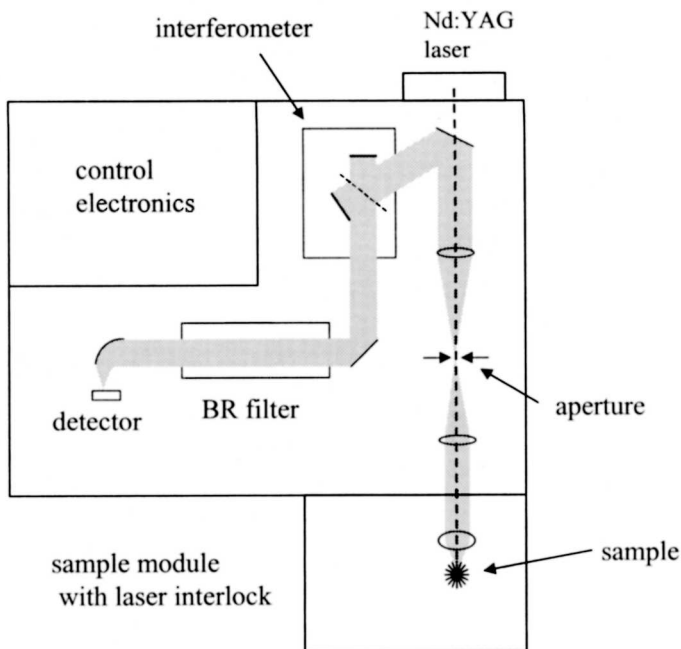 interferometer
Nd:YAG
laser
control
electronics
detector
BR filter
aperture
sample module
with laser interlock
sample